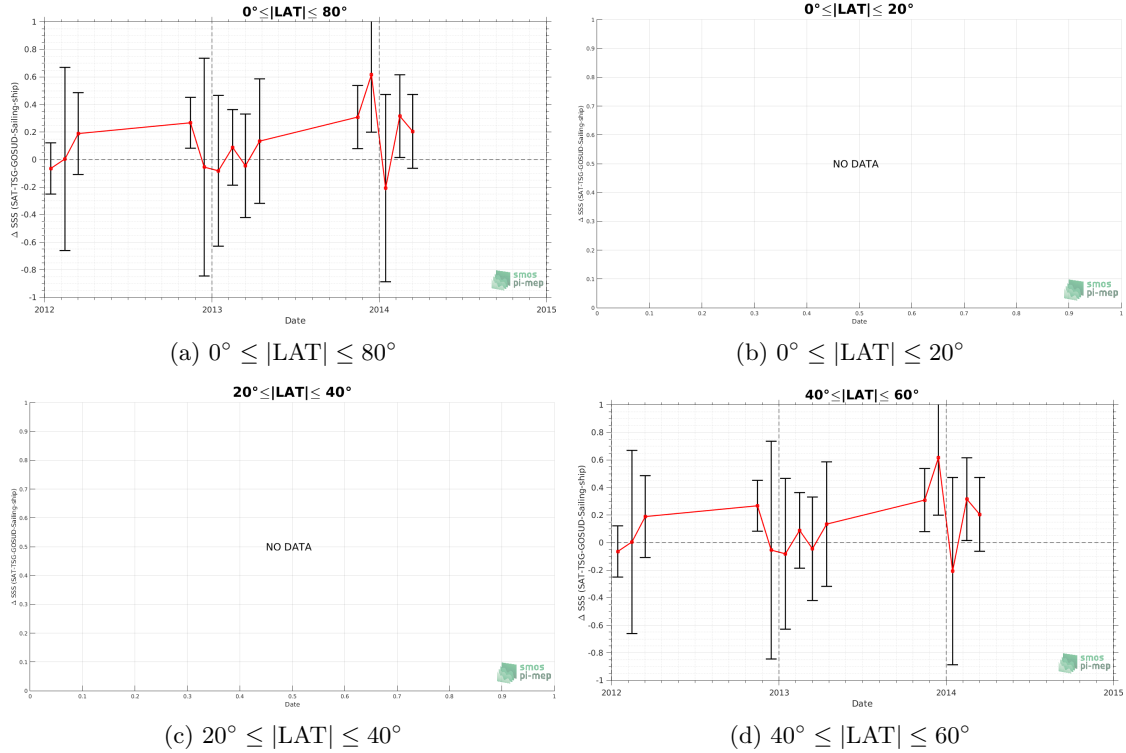 0°≤|LAT|≤ 80°
1
0.8
0.6
0.4
0.2
0
-0.2
-0.4
-0.6
-0.8
-1
Δ SSS (SAT-TSG-GOSUD-Sailing-ship)
2012
2013
2014
2015
Date
smos
pi-mep
(a) 0° ≤ |LAT| ≤ 80°
0°≤|LAT|≤ 20°
1
0.9
0.8
0.7
0.6
0.5
0.4
0.3
0.2
0.1
0
Δ SSS (SAT-TSG-GOSUD-Sailing-ship)
NO DATA
0 0.1 0.2 0.3 0.4 0.5 0.6 0.7 0.8 0.9 1
Date
smos
pi-mep
(b) 0° ≤ |LAT| ≤ 20°
20°≤|LAT|≤ 40°
1
0.9
0.8
0.7
0.6
0.5
0.4
0.3
0.2
0.1
0
Δ SSS (SAT-TSG-GOSUD-Sailing-ship)
NO DATA
0 0.1 0.2 0.3 0.4 0.5 0.6 0.7 0.8 0.9 1
Date
smos
pi-mep
(c) 20° ≤ |LAT| ≤ 40°
40°≤|LAT|≤ 60°
1
0.8
0.6
0.4
0.2
0
-0.2
-0.4
-0.6
-0.8
-1
Δ SSS (SAT-TSG-GOSUD-Sailing-ship)
2012
2013
2014
2015
Date
smos
pi-mep
(d) 40° ≤ |LAT| ≤ 60°